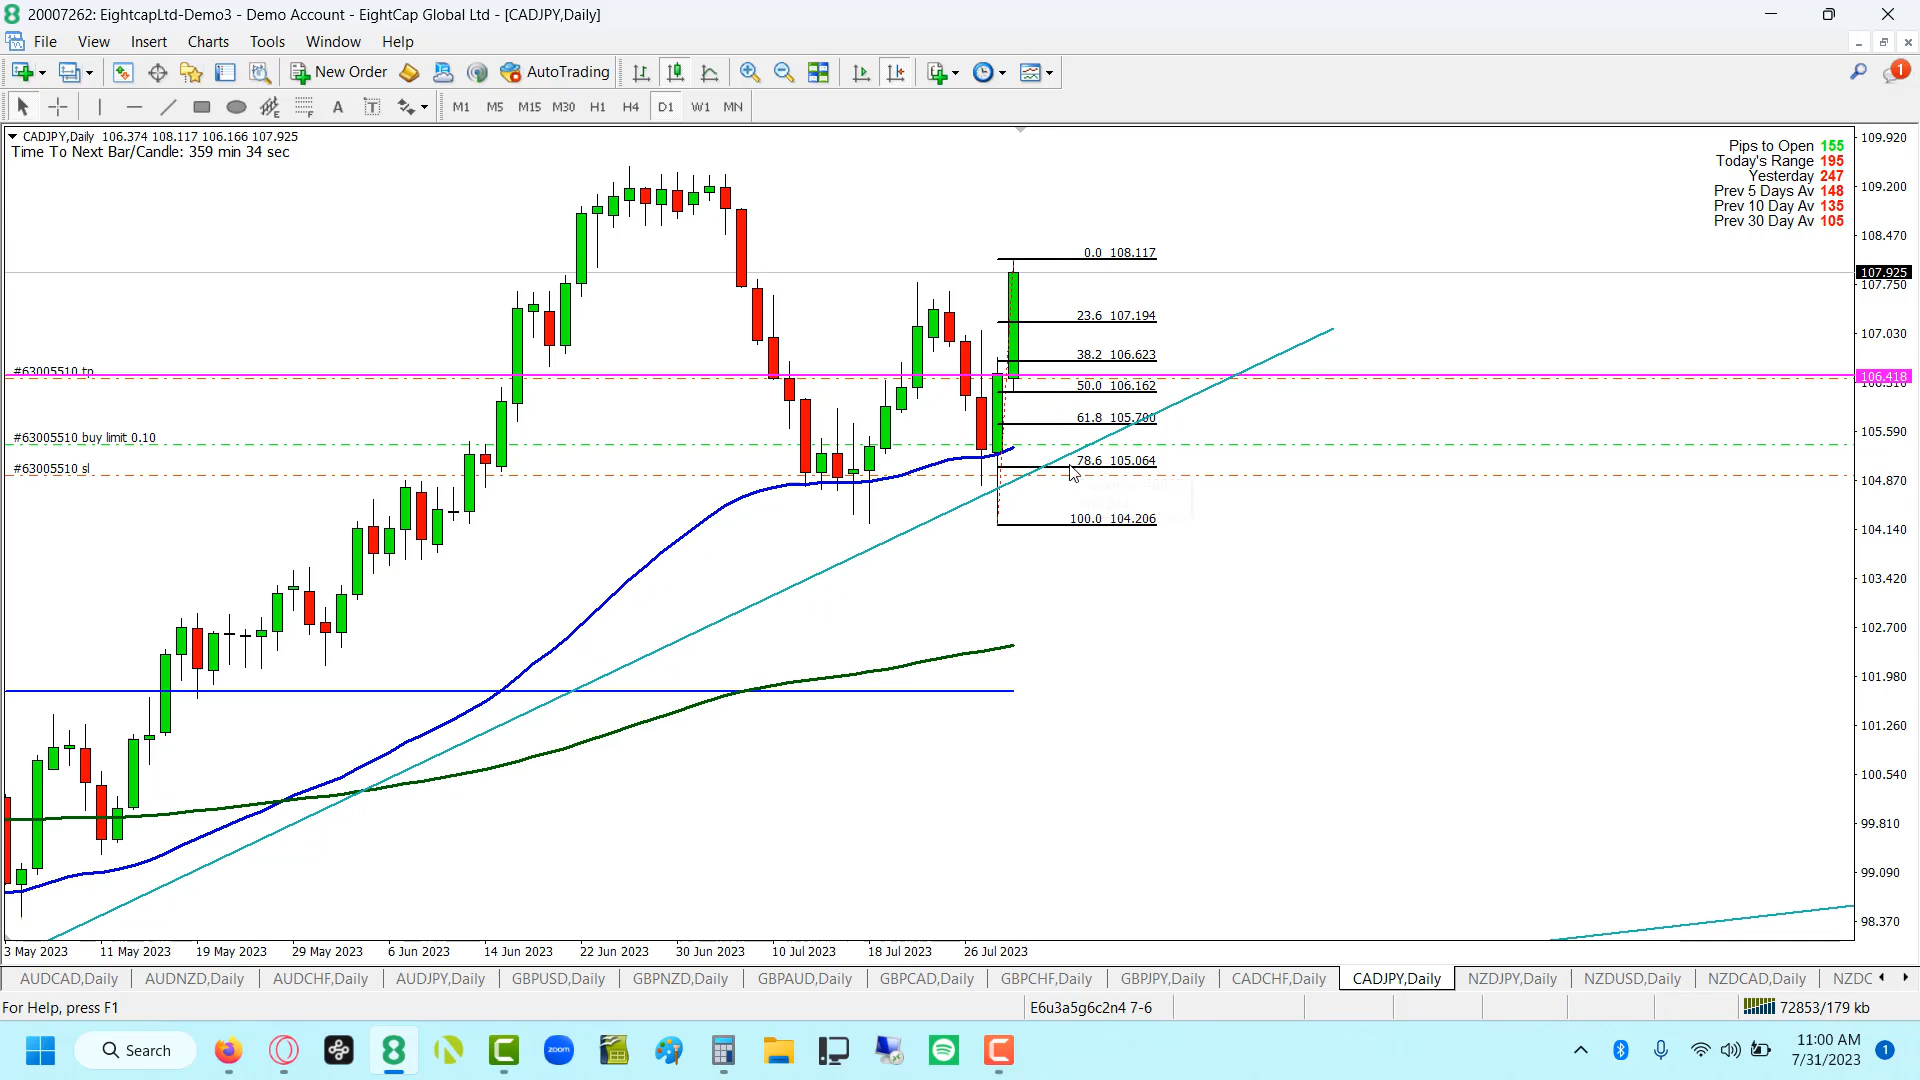 20007262: EightcapLtd-Demo3 - Demo Account - EightCap Global Ltd - [CADJPY,Daily]
File View Insert Charts Tools Window Help
New Order AutoTrading
M1 M5 M15 M30 H1 H4 D1 W1 MN
CADJPY,Daily 106.374 108.117 106.166 107.925
Time To Next Bar/Candle: 359 min 34 sec
Pips to Open 155
Today's Range 195
Yesterday 247
Prev 5 Days Av 148
Prev 10 Day Av 135
Prev 30 Day Av 105
109.920
109.200
108.470
107.925
107.750
107.030
106.418
105.590
104.870
104.140
103.420
102.700
101.980
101.260
100.540
99.810
99.090
98.370
0.0 108.117
23.6 107.194
38.2 106.623
50.0 106.162
61.8 105.700
78.6 105.064
100.0 104.206
#63005510 tp
#63005510 buy limit 0.10
#63005510 sl
3 May 2023 11 May 2023 19 May 2023 29 May 2023 6 Jun 2023 14 Jun 2023 22 Jun 2023 30 Jun 2023 10 Jul 2023 18 Jul 2023 26 Jul 2023
AUDCAD,Daily AUDNZD,Daily AUDCHF,Daily AUDJPY,Daily GBPUSD,Daily GBPNZD,Daily GBPAUD,Daily GBPCAD,Daily GBPCHF,Daily GBPJPY,Daily CADCHF,Daily CADJPY,Daily NZDJPY,Daily NZDUSD,Daily NZDCAD,Daily NZDC
For Help, press F1
E6u3a5g6c2n4 7-6
72853/179 kb
Search
zoom
11:00 AM
7/31/2023
1